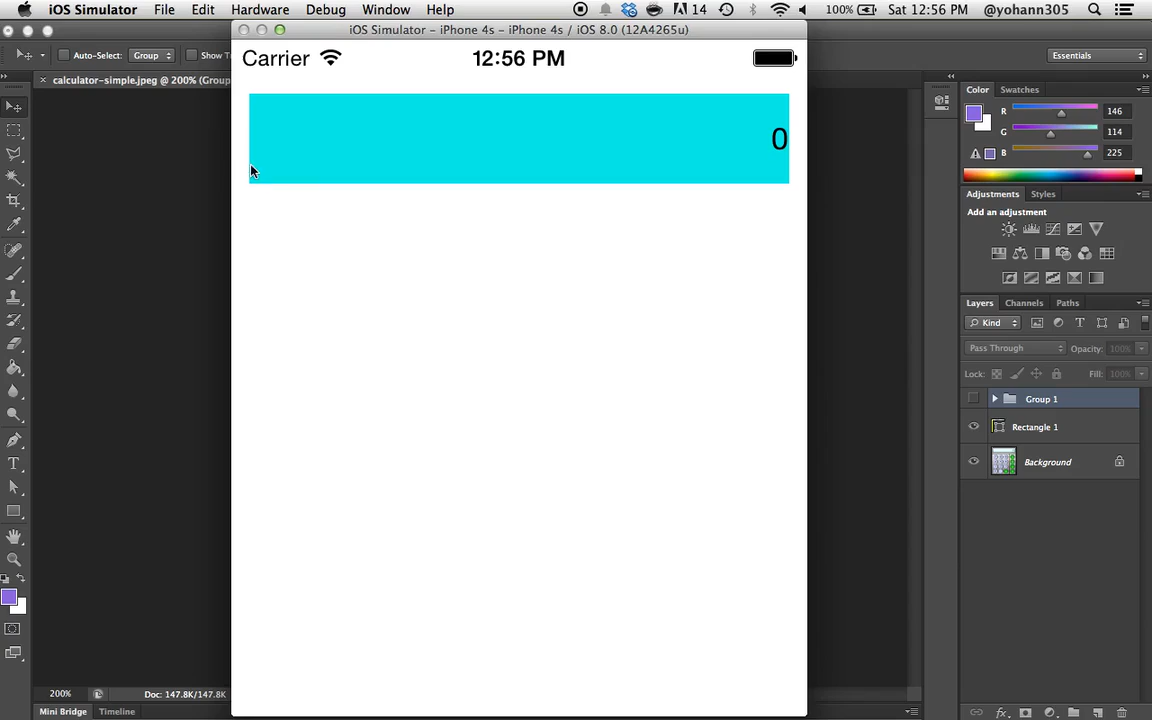 iOS Simulator File Edit Hardware Debug Window Help 14 100% Sat 12:56 PM @yohann305
iOS Simulator – iPhone 4s – iPhone 4s / iOS 8.0 (12A4265u)
Auto-Select: Group Show Tr
Essentials
× calculator-simple.jpeg @ 200% (Group
Carrier 12:56 PM
0
Color Swatches
R 146
G 114
B 225
Adjustments Styles
Add an adjustment
Layers Channels Paths
Kind
Pass Through Opacity: 100%
Lock: Fill: 100%
Group 1
Rectangle 1
Background
200% Doc: 147.8K/147.8K
Mini Bridge Timeline